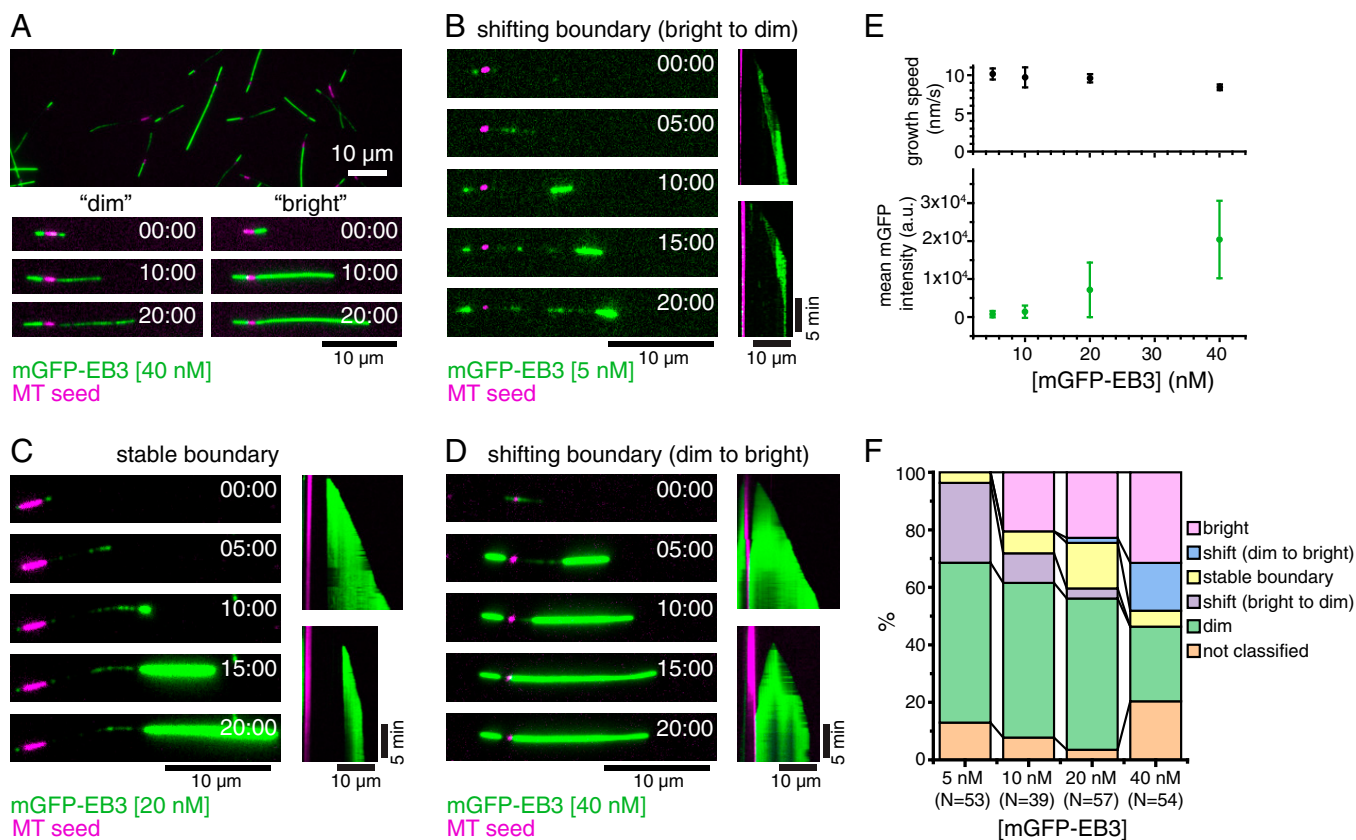 A
10 µm
“dim”
“bright”
00:00
00:00
10:00
10:00
20:00
20:00
10 µm
mGFP-EB3 [40 nM]
MT seed
B shifting boundary (bright to dim)
00:00
05:00
10:00
15:00
20:00
5 min
10 µm
10 µm
mGFP-EB3 [5 nM]
MT seed
C stable boundary
00:00
05:00
10:00
15:00
20:00
5 min
10 µm
10 µm
mGFP-EB3 [20 nM]
MT seed
D shifting boundary (dim to bright)
00:00
05:00
10:00
15:00
20:00
5 min
10 µm
10 µm
mGFP-EB3 [40 nM]
MT seed
E
growth speed
(nm/s)
10
5
0
mean mGFP
intensity (a.u.)
3x10⁴
2x10⁴
1x10⁴
0
10 20 30 40
[mGFP-EB3] (nM)
F
%
100
80
60
40
20
0
bright
shift (dim to bright)
stable boundary
shift (bright to dim)
dim
not classified
5 nM 10 nM 20 nM 40 nM
(N=53) (N=39) (N=57) (N=54)
[mGFP-EB3]